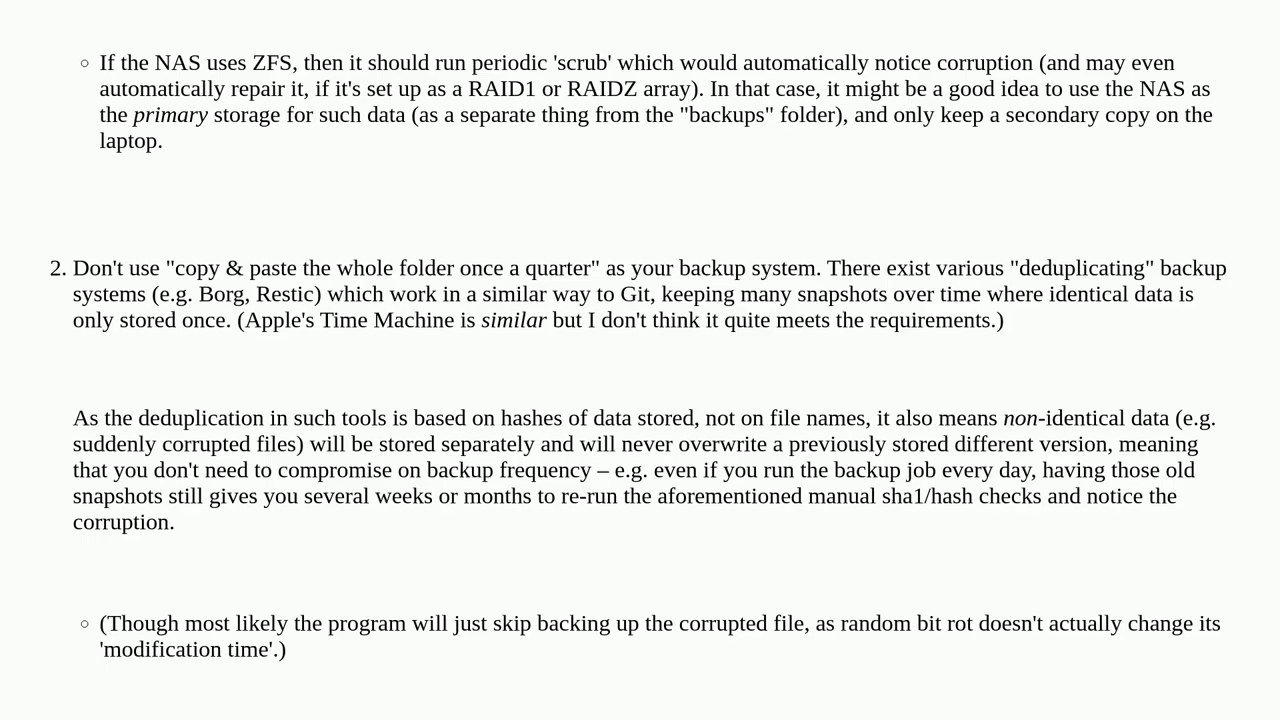 ◦ If the NAS uses ZFS, then it should run periodic 'scrub' which would automatically notice corruption (and may even
automatically repair it, if it's set up as a RAID1 or RAIDZ array). In that case, it might be a good idea to use the NAS as
the primary storage for such data (as a separate thing from the "backups" folder), and only keep a secondary copy on the
laptop.
2. Don't use "copy & paste the whole folder once a quarter" as your backup system. There exist various "deduplicating" backup
systems (e.g. Borg, Restic) which work in a similar way to Git, keeping many snapshots over time where identical data is
only stored once. (Apple's Time Machine is similar but I don't think it quite meets the requirements.)
As the deduplication in such tools is based on hashes of data stored, not on file names, it also means non-identical data (e.g.
suddenly corrupted files) will be stored separately and will never overwrite a previously stored different version, meaning
that you don't need to compromise on backup frequency – e.g. even if you run the backup job every day, having those old
snapshots still gives you several weeks or months to re-run the aforementioned manual sha1/hash checks and notice the
corruption.
◦ (Though most likely the program will just skip backing up the corrupted file, as random bit rot doesn't actually change its
'modification time'.)